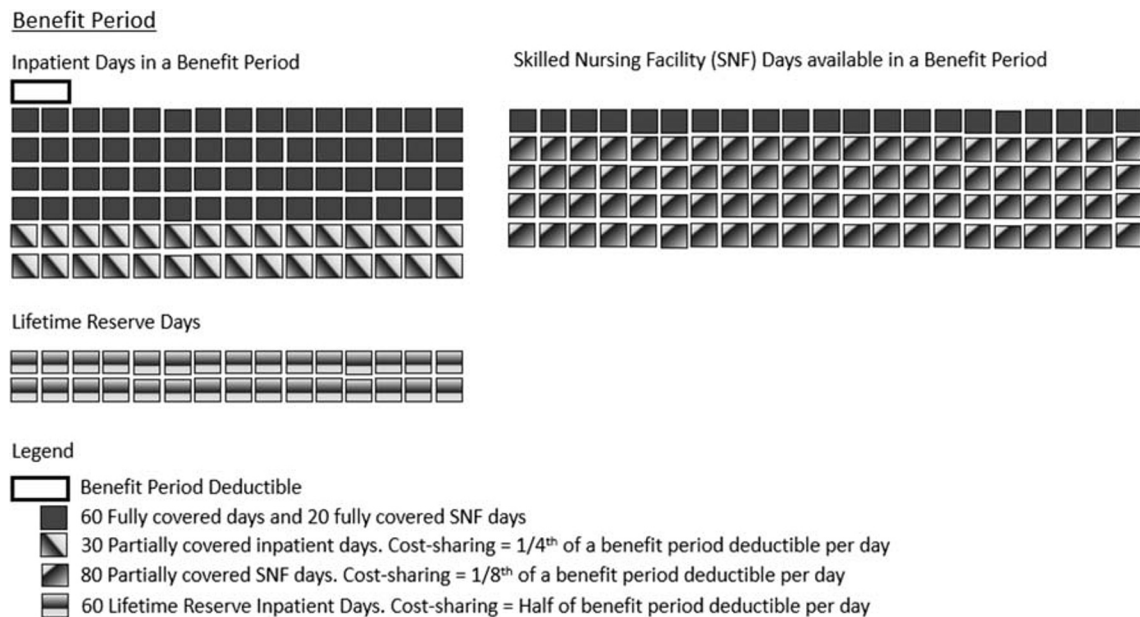 Benefit Period
Inpatient Days in a Benefit Period
Skilled Nursing Facility (SNF) Days available in a Benefit Period
Lifetime Reserve Days
Legend
Benefit Period Deductible
60 Fully covered days and 20 fully covered SNF days
30 Partially covered inpatient days. Cost-sharing = 1/4th of a benefit period deductible per day
80 Partially covered SNF days. Cost-sharing = 1/8th of a benefit period deductible per day
60 Lifetime Reserve Inpatient Days. Cost-sharing = Half of benefit period deductible per day